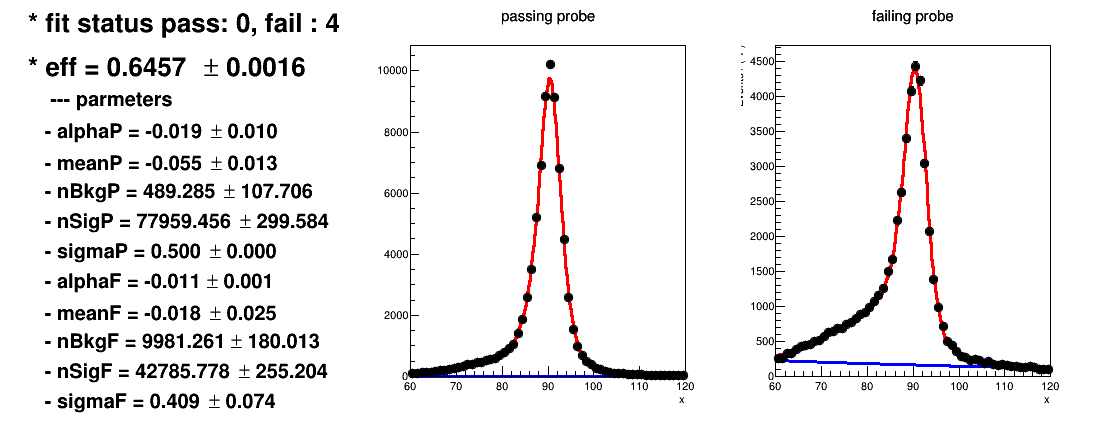 * fit status pass: 0, fail : 4
* eff = 0.6457 ± 0.0016
--- parmeters
- alphaP = -0.019 ± 0.010
- meanP = -0.055 ± 0.013
- nBkgP = 489.285 ± 107.706
- nSigP = 77959.456 ± 299.584
- sigmaP = 0.500 ± 0.000
- alphaF = -0.011 ± 0.001
- meanF = -0.018 ± 0.025
- nBkgF = 9981.261 ± 180.013
- nSigF = 42785.778 ± 255.204
- sigmaF = 0.409 ± 0.074
passing probe
10000
8000
6000
4000
2000
0
60 70 80 90 100 110 120
x
failing probe
4500
4000
3500
3000
2500
2000
1500
1000
500
0
60 70 80 90 100 110 120
x